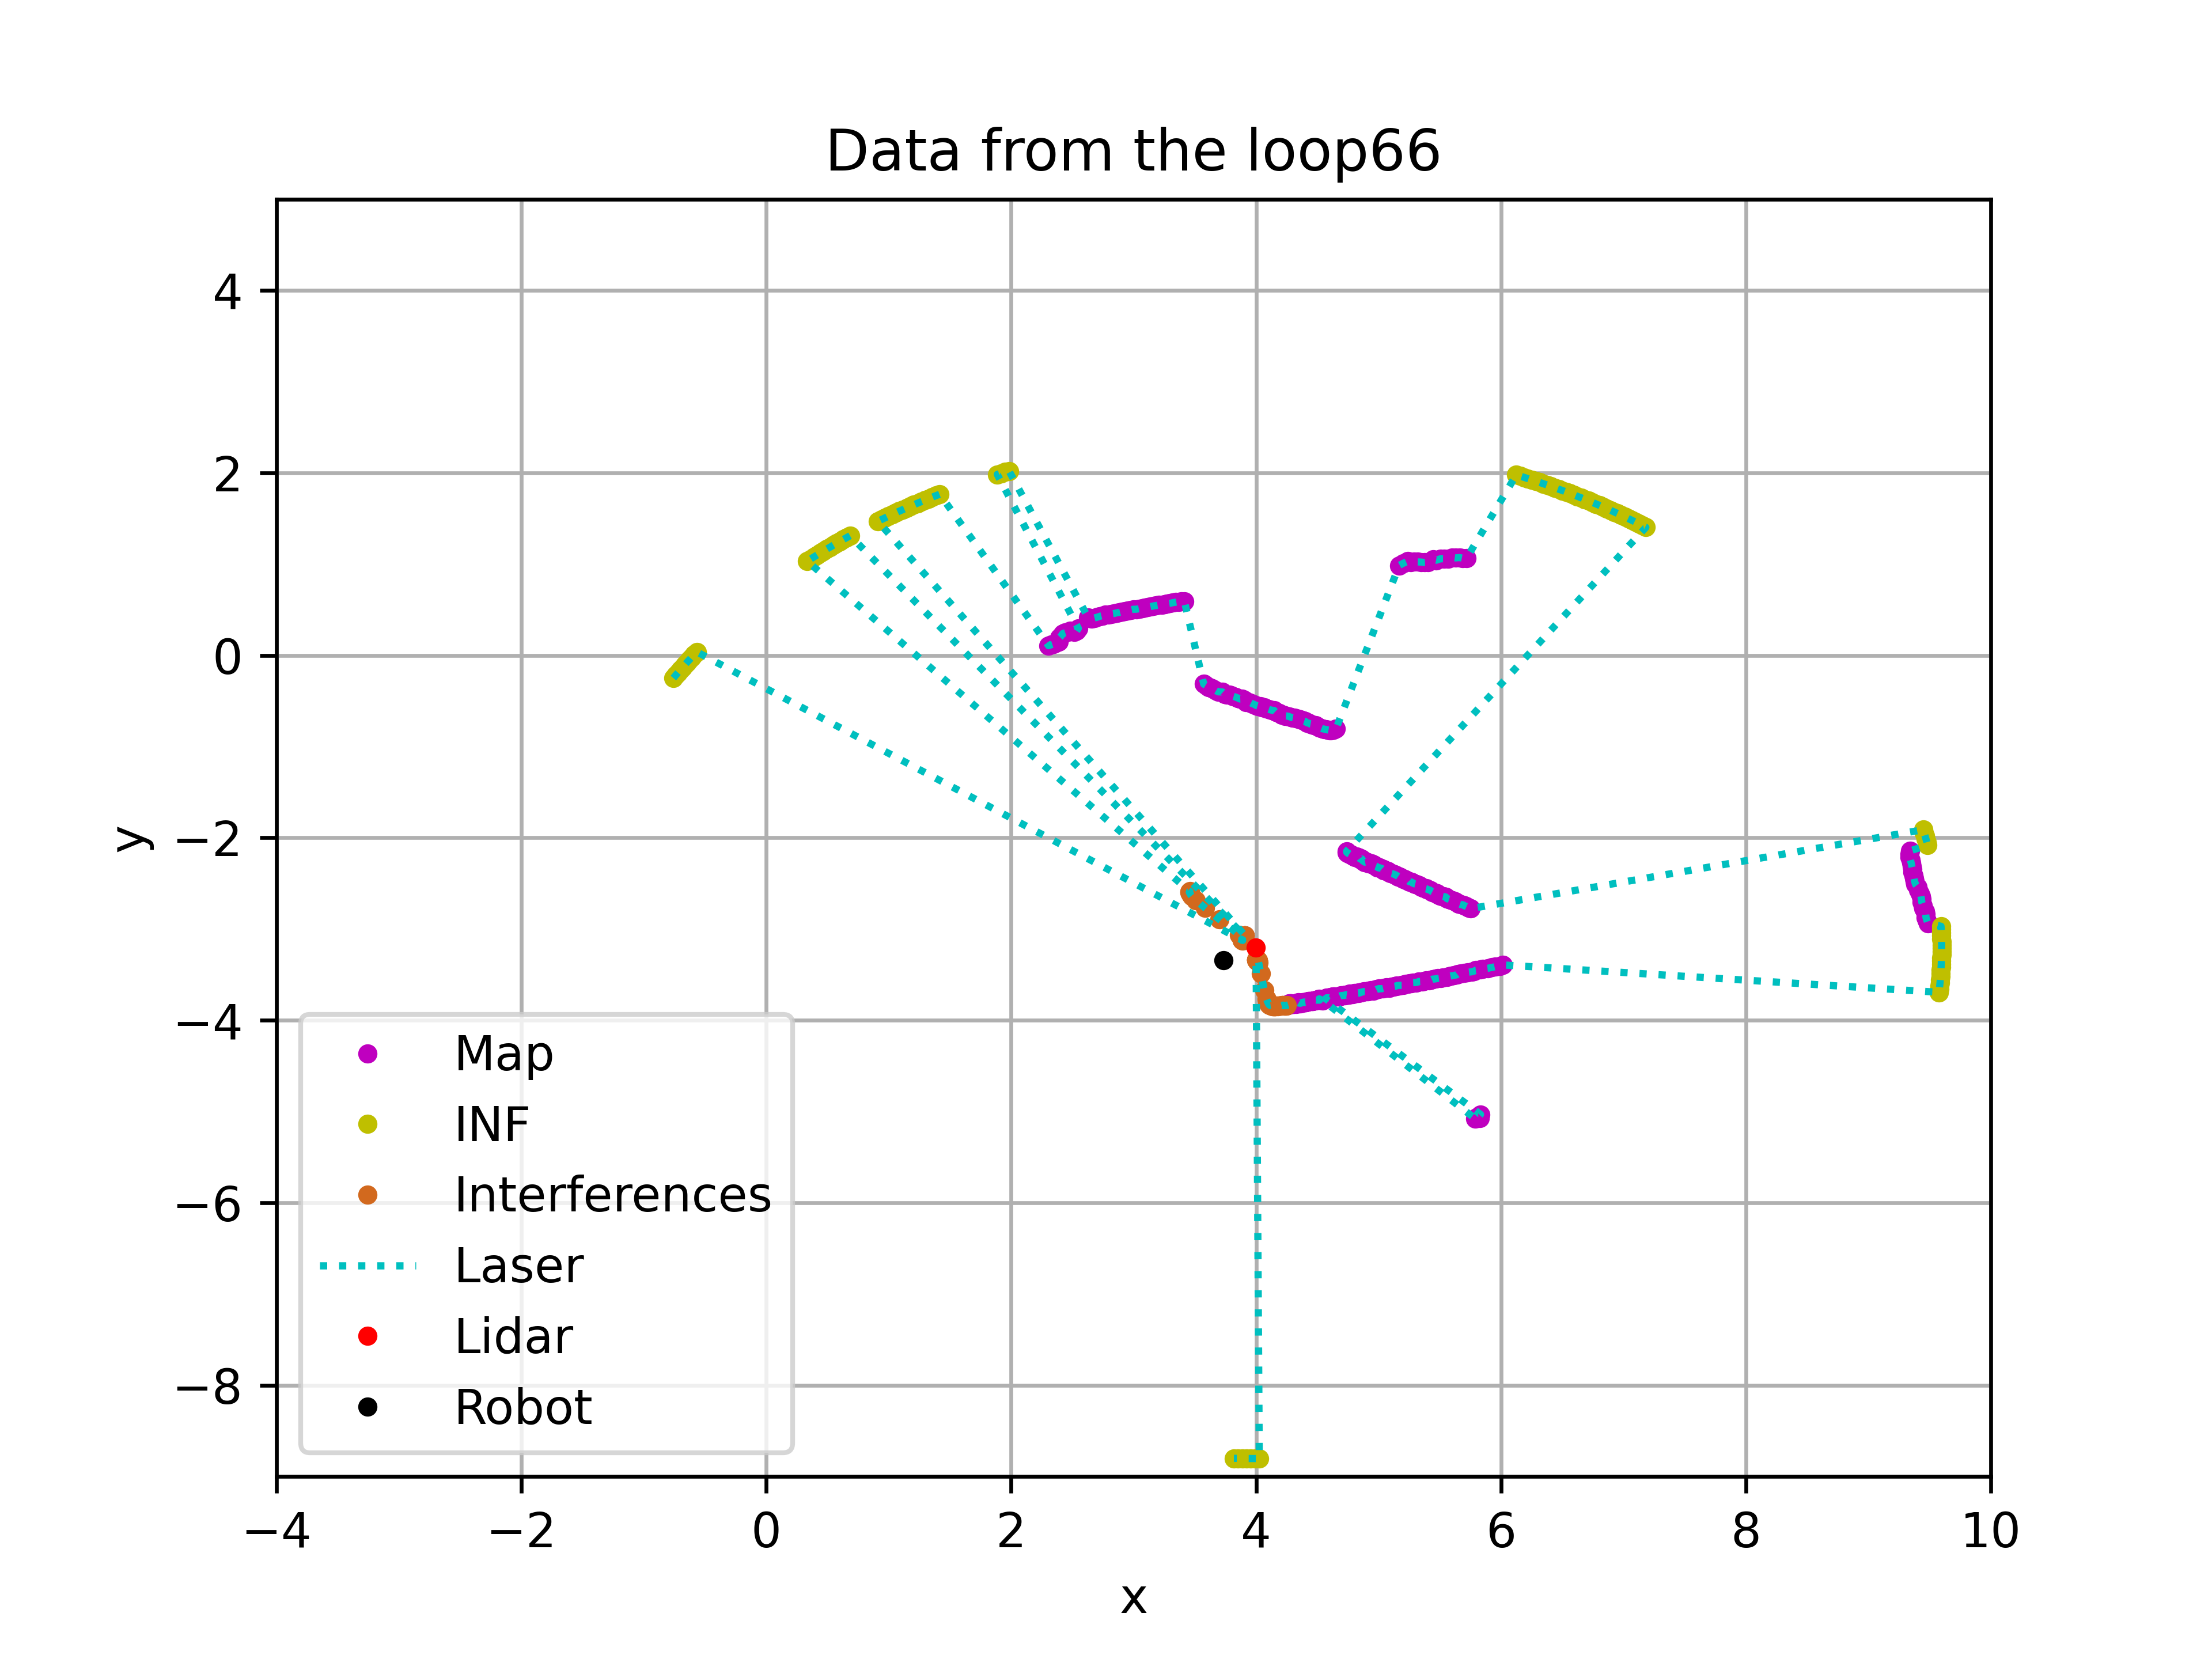 Data from the loop66
4
2
0
−2
−4
−6
−8
y
Map
INF
Interferences
Laser
Lidar
Robot
−4 −2 0 2 4 6 8 10
x